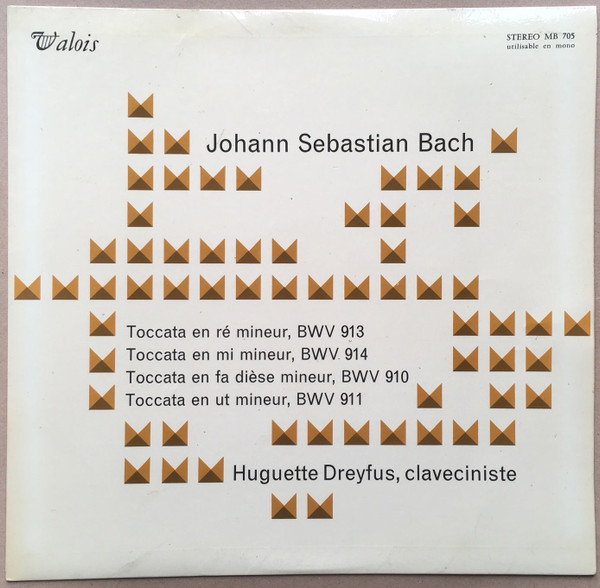 Valois
STEREO MB 705
utilisable en mono
Johann Sebastian Bach
Toccata en ré mineur, BWV 913
Toccata en mi mineur, BWV 914
Toccata en fa dièse mineur, BWV 910
Toccata en ut mineur, BWV 911
Huguette Dreyfus, claveciniste